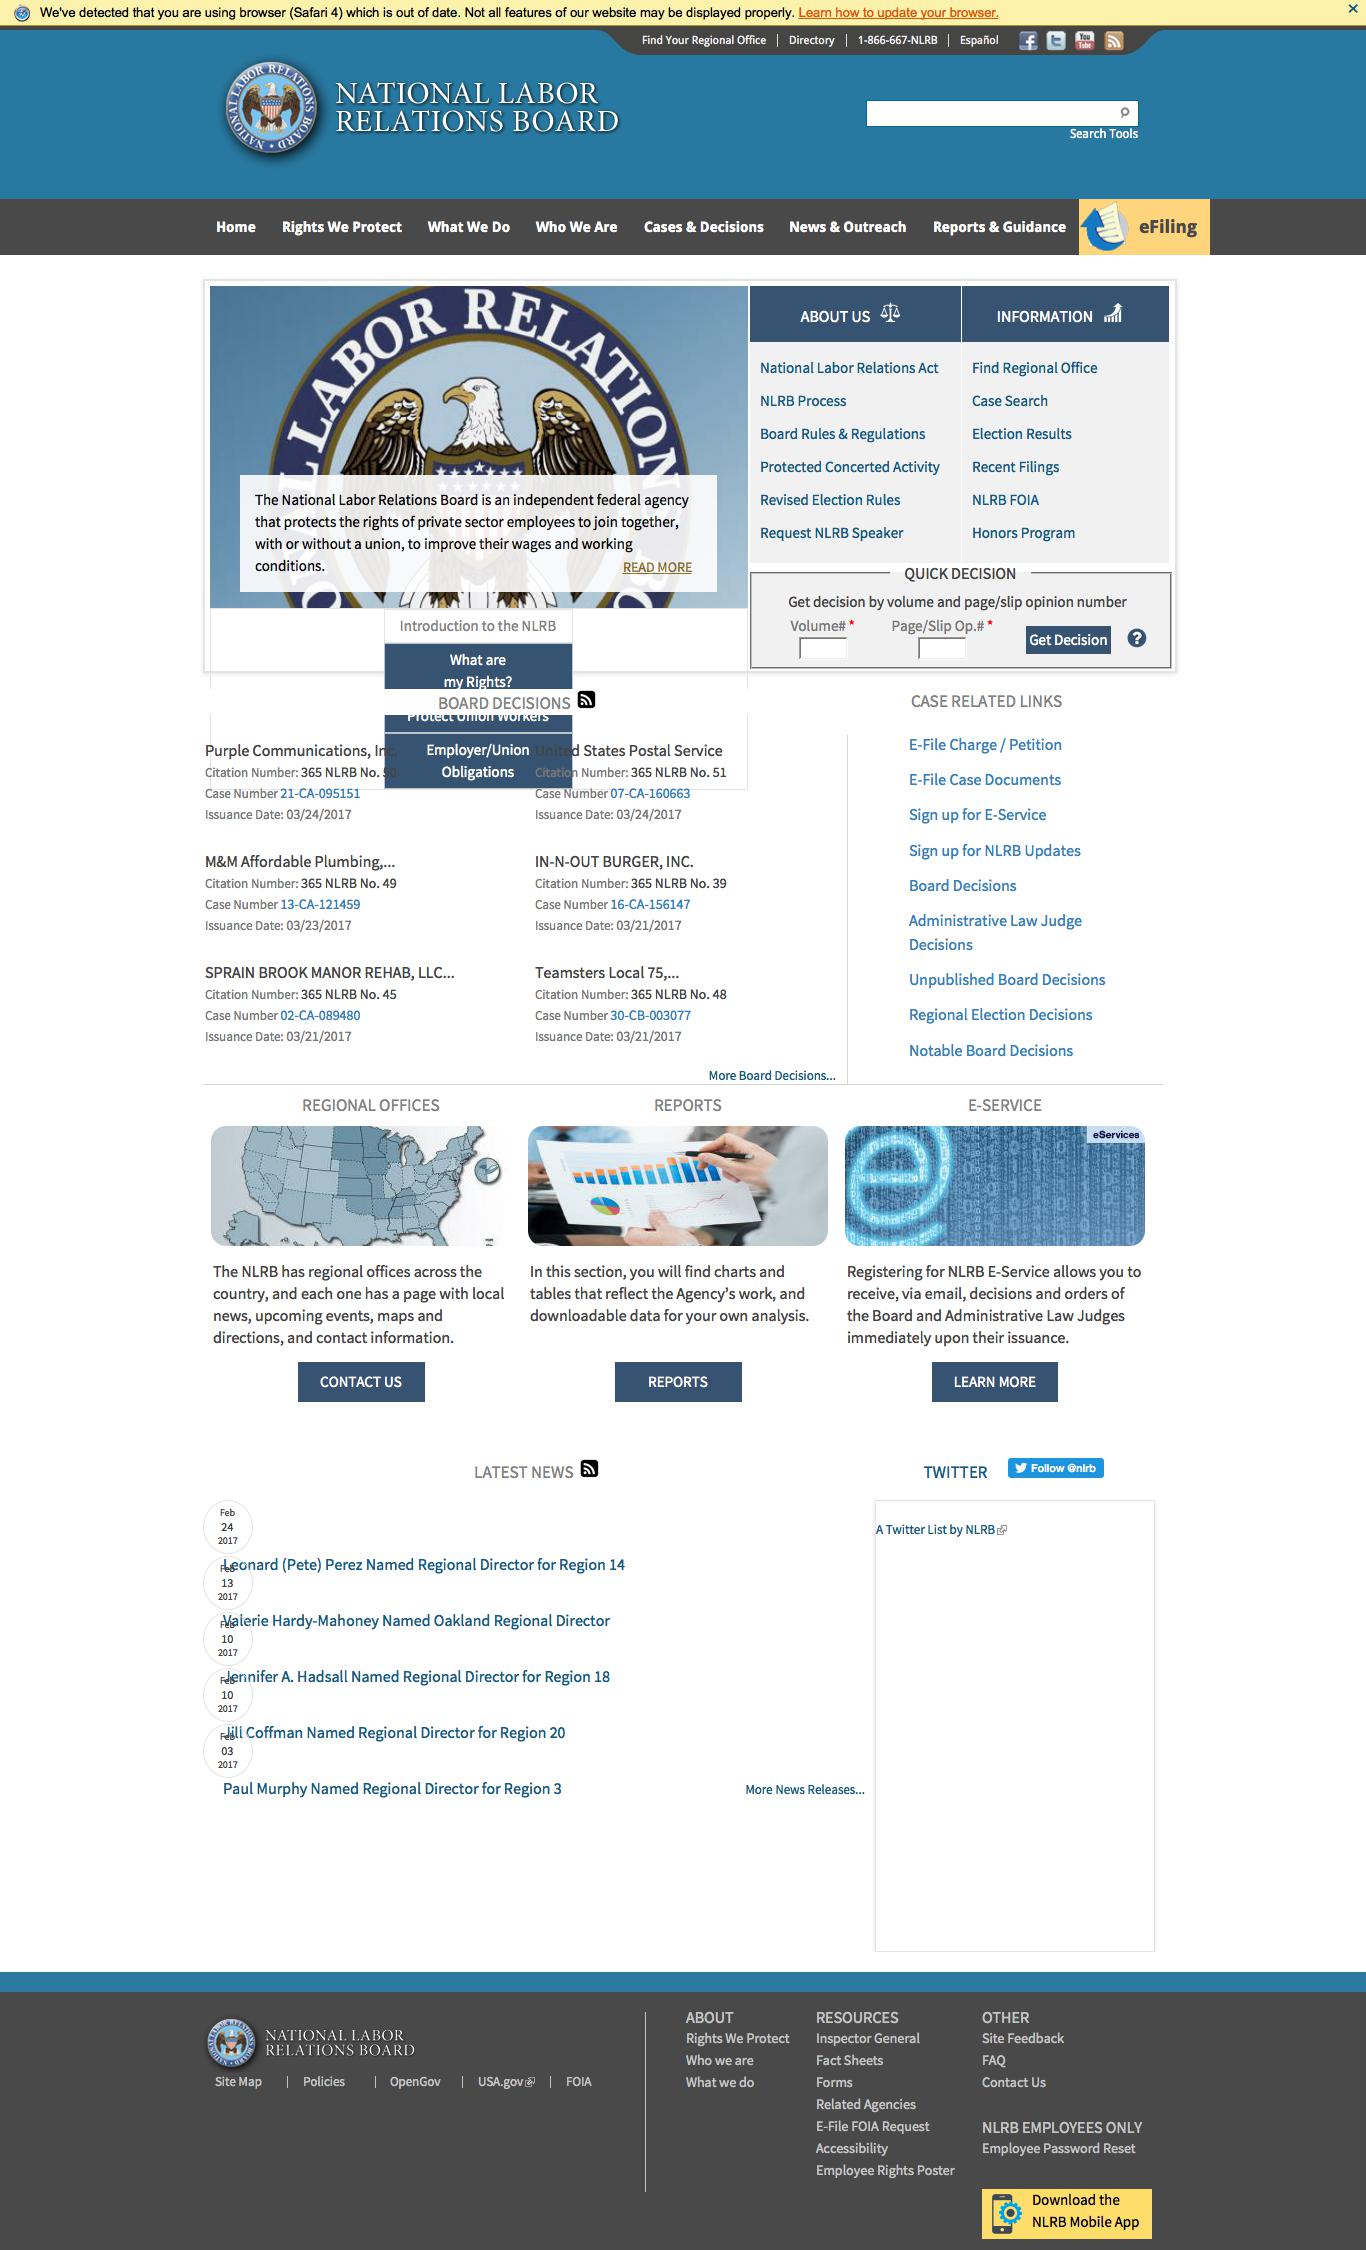 We've detected that you are using browser (Safari 4) which is out of date. Not all features of our website may be displayed properly. Learn how to update your browser.
Find Your Regional Office | Directory | 1-866-667-NLRB | Español
NATIONAL LABOR
RELATIONS BOARD
Search Tools
Home Rights We Protect What We Do Who We Are Cases & Decisions News & Outreach Reports & Guidance eFiling
The National Labor Relations Board is an independent federal agency
that protects the rights of private sector employees to join together,
with or without a union, to improve their wages and working
conditions.
READ MORE
Introduction to the NLRB
What are
my Rights?
Protect Union Workers
Employer/Union
Obligations
ABOUT US
National Labor Relations Act
NLRB Process
Board Rules & Regulations
Protected Concerted Activity
Revised Election Rules
Request NLRB Speaker
INFORMATION
Find Regional Office
Case Search
Election Results
Recent Filings
NLRB FOIA
Honors Program
QUICK DECISION
Get decision by volume and page/slip opinion number
Volume# * Page/Slip Op.# *
Get Decision
BOARD DECISIONS
Purple Communications, Inc.
Citation Number: 365 NLRB No. 50
Case Number 21-CA-095151
Issuance Date: 03/24/2017
United States Postal Service
Citation Number: 365 NLRB No. 51
Case Number 07-CA-160663
Issuance Date: 03/24/2017
M&M Affordable Plumbing,...
Citation Number: 365 NLRB No. 49
Case Number 13-CA-121459
Issuance Date: 03/23/2017
IN-N-OUT BURGER, INC.
Citation Number: 365 NLRB No. 39
Case Number 16-CA-156147
Issuance Date: 03/21/2017
SPRAIN BROOK MANOR REHAB, LLC...
Citation Number: 365 NLRB No. 45
Case Number 02-CA-089480
Issuance Date: 03/21/2017
Teamsters Local 75,...
Citation Number: 365 NLRB No. 48
Case Number 30-CB-003077
Issuance Date: 03/21/2017
More Board Decisions...
CASE RELATED LINKS
E-File Charge / Petition
E-File Case Documents
Sign up for E-Service
Sign up for NLRB Updates
Board Decisions
Administrative Law Judge
Decisions
Unpublished Board Decisions
Regional Election Decisions
Notable Board Decisions
REGIONAL OFFICES
The NLRB has regional offices across the
country, and each one has a page with local
news, upcoming events, maps and
directions, and contact information.
CONTACT US
REPORTS
In this section, you will find charts and
tables that reflect the Agency's work, and
downloadable data for your own analysis.
REPORTS
E-SERVICE
eServices
Registering for NLRB E-Service allows you to
receive, via email, decisions and orders of
the Board and Administrative Law Judges
immediately upon their issuance.
LEARN MORE
LATEST NEWS
Feb
24
2017
Leonard (Pete) Perez Named Regional Director for Region 14
Feb
13
2017
Valerie Hardy-Mahoney Named Oakland Regional Director
Feb
10
2017
Jennifer A. Hadsall Named Regional Director for Region 18
Feb
10
2017
Jill Coffman Named Regional Director for Region 20
Feb
03
2017
Paul Murphy Named Regional Director for Region 3
More News Releases...
TWITTER
Follow @nlrb
A Twitter List by NLRB
NATIONAL LABOR
RELATIONS BOARD
Site Map | Policies | OpenGov | USA.gov | FOIA
ABOUT
Rights We Protect
Who we are
What we do
RESOURCES
Inspector General
Fact Sheets
Forms
Related Agencies
E-File FOIA Request
Accessibility
Employee Rights Poster
OTHER
Site Feedback
FAQ
Contact Us
NLRB EMPLOYEES ONLY
Employee Password Reset
Download the
NLRB Mobile App